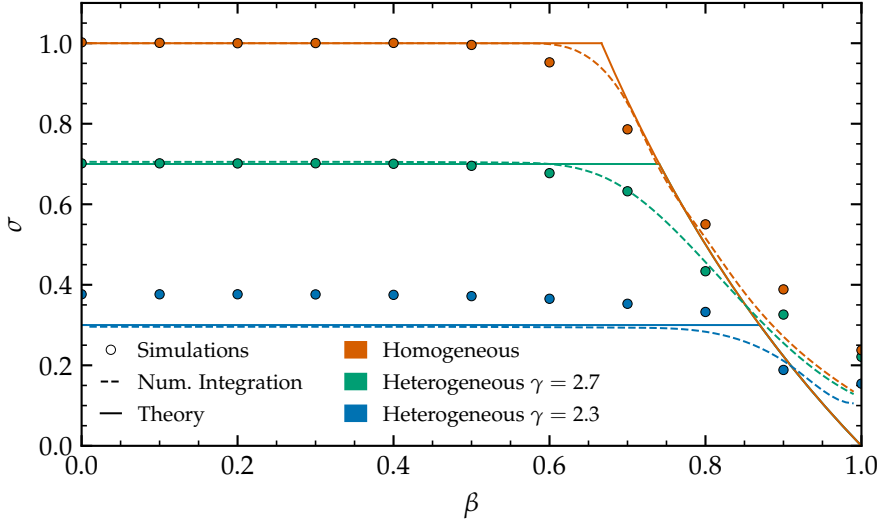 1.0
0.8
0.6
0.4
0.2
0.0
σ
Simulations
Num. Integration
Theory
Homogeneous
Heterogeneous γ = 2.7
Heterogeneous γ = 2.3
0.0 0.2 0.4 0.6 0.8 1.0
β